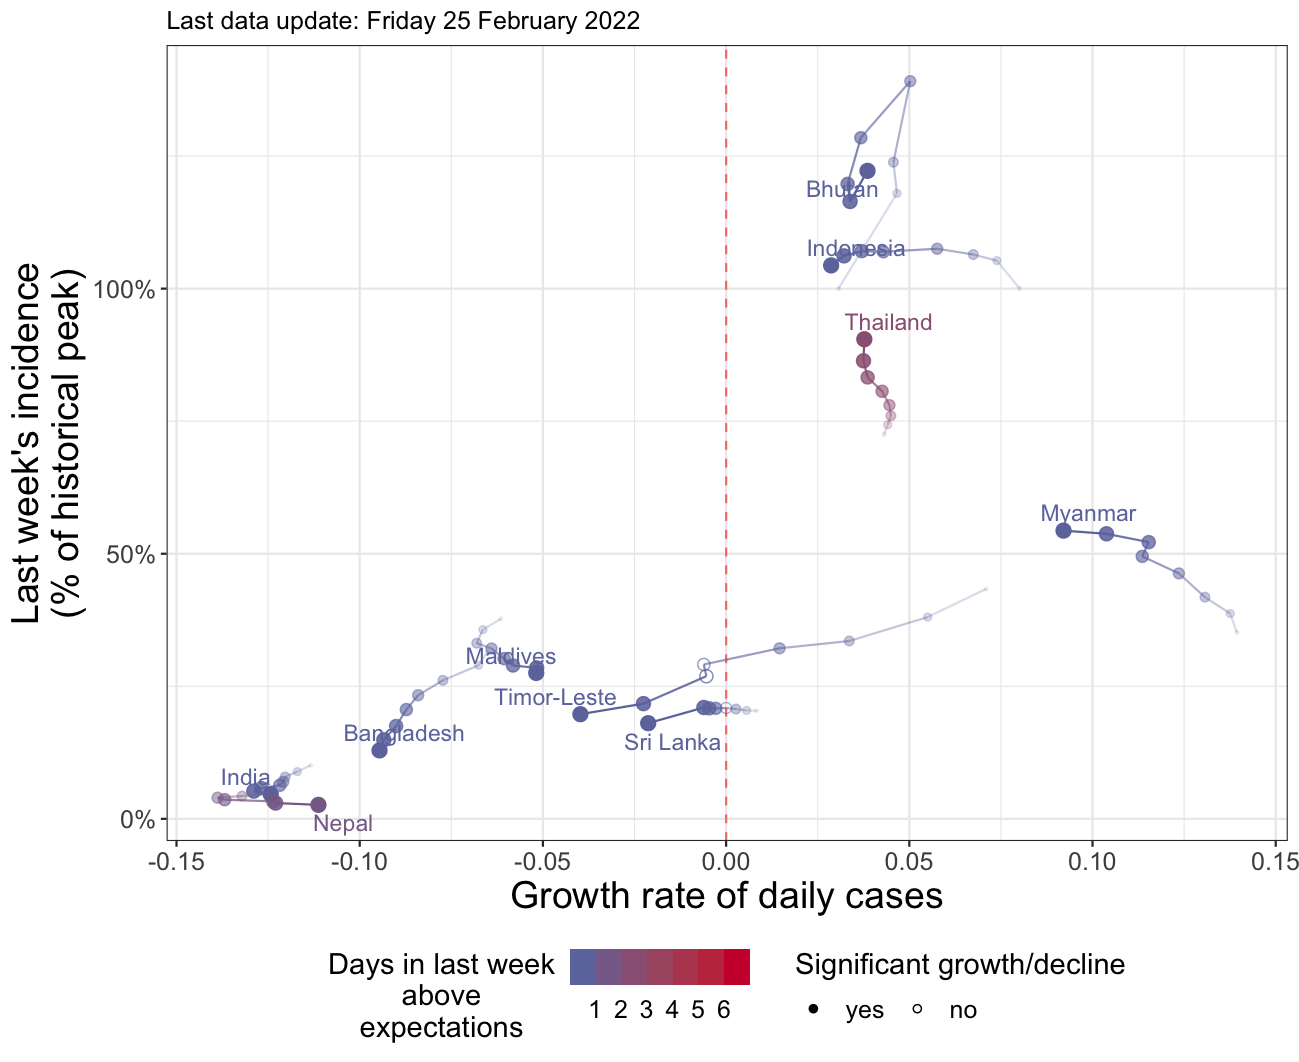 Last data update: Friday 25 February 2022
Last week's incidence
(% of historical peak)
100%
50%
0%
Bhutan
Indonesia
Thailand
Myanmar
Maldives
Timor-Leste
Sri Lanka
Bangladesh
India
Nepal
-0.15 -0.10 -0.05 0.00 0.05 0.10 0.15
Growth rate of daily cases
Days in last week
above
expectations
1 2 3 4 5 6
Significant growth/decline
yes no